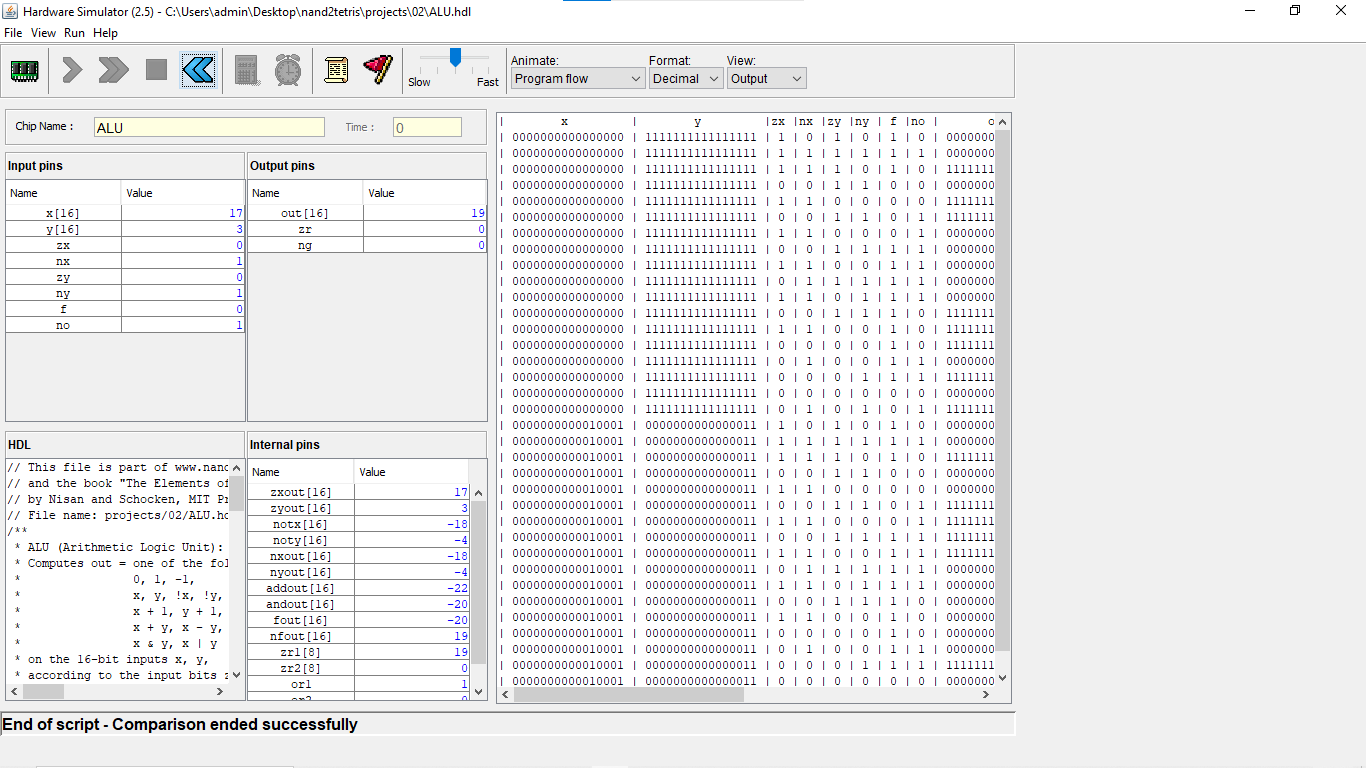 Hardware Simulator (2.5) - C:\Users\admin\Desktop\nand2tetris\projects\02\ALU.hdl
File View Run Help
Slow Fast
Animate: Format: View:
Program flow Decimal Output
Chip Name : ALU Time : 0
Input pins
Name Value
x[16] 17
y[16] 3
zx 0
nx 1
zy 0
ny 1
f 0
no 1
Output pins
Name Value
out[16] 19
zr 0
ng 0
HDL
// This file is part of www.nand
// and the book "The Elements of
// by Nisan and Schocken, MIT Pr
// File name: projects/02/ALU.hd
/**
* ALU (Arithmetic Logic Unit):
* Computes out = one of the fol
* 0, 1, -1,
* x, y, !x, !y,
* x + 1, y + 1,
* x + y, x - y,
* x & y, x | y
* on the 16-bit inputs x, y,
* according to the input bits z
Internal pins
Name Value
zxout[16] 17
zyout[16] 3
notx[16] -18
noty[16] -4
nxout[16] -18
nyout[16] -4
addout[16] -22
andout[16] -20
fout[16] -20
nfout[16] 19
zr1[8] 19
zr2[8] 0
or1 1
or2 0
| x | y |zx |nx |zy |ny | f |no | o
| 0000000000000000 | 1111111111111111 | 1 | 0 | 1 | 0 | 1 | 0 | 0000000
| 0000000000000000 | 1111111111111111 | 1 | 1 | 1 | 1 | 1 | 1 | 0000000
| 0000000000000000 | 1111111111111111 | 1 | 1 | 1 | 0 | 1 | 0 | 1111111
| 0000000000000000 | 1111111111111111 | 0 | 0 | 1 | 1 | 0 | 0 | 0000000
| 0000000000000000 | 1111111111111111 | 1 | 1 | 0 | 0 | 0 | 0 | 1111111
| 0000000000000000 | 1111111111111111 | 0 | 0 | 1 | 1 | 0 | 1 | 1111111
| 0000000000000000 | 1111111111111111 | 1 | 1 | 0 | 0 | 0 | 1 | 0000000
| 0000000000000000 | 1111111111111111 | 0 | 0 | 1 | 1 | 1 | 1 | 0000000
| 0000000000000000 | 1111111111111111 | 1 | 1 | 0 | 0 | 1 | 1 | 0000000
| 0000000000000000 | 1111111111111111 | 0 | 1 | 1 | 1 | 1 | 1 | 0000000
| 0000000000000000 | 1111111111111111 | 1 | 1 | 0 | 1 | 1 | 1 | 0000000
| 0000000000000000 | 1111111111111111 | 0 | 0 | 1 | 1 | 1 | 0 | 1111111
| 0000000000000000 | 1111111111111111 | 1 | 1 | 0 | 0 | 1 | 0 | 1111111
| 0000000000000000 | 1111111111111111 | 0 | 0 | 0 | 0 | 1 | 0 | 1111111
| 0000000000000000 | 1111111111111111 | 0 | 1 | 0 | 0 | 1 | 1 | 0000000
| 0000000000000000 | 1111111111111111 | 0 | 0 | 0 | 1 | 1 | 1 | 1111111
| 0000000000000000 | 1111111111111111 | 0 | 0 | 0 | 0 | 0 | 0 | 0000000
| 0000000000000000 | 1111111111111111 | 0 | 1 | 0 | 1 | 0 | 1 | 1111111
| 0000000000010001 | 0000000000000011 | 1 | 0 | 1 | 0 | 1 | 0 | 0000000
| 0000000000010001 | 0000000000000011 | 1 | 1 | 1 | 1 | 1 | 1 | 0000000
| 0000000000010001 | 0000000000000011 | 1 | 1 | 1 | 0 | 1 | 0 | 1111111
| 0000000000010001 | 0000000000000011 | 0 | 0 | 1 | 1 | 0 | 0 | 0000000
| 0000000000010001 | 0000000000000011 | 1 | 1 | 0 | 0 | 0 | 0 | 0000000
| 0000000000010001 | 0000000000000011 | 0 | 0 | 1 | 1 | 0 | 1 | 1111111
| 0000000000010001 | 0000000000000011 | 1 | 1 | 0 | 0 | 0 | 1 | 1111111
| 0000000000010001 | 0000000000000011 | 0 | 0 | 1 | 1 | 1 | 1 | 1111111
| 0000000000010001 | 0000000000000011 | 1 | 1 | 0 | 0 | 1 | 1 | 1111111
| 0000000000010001 | 0000000000000011 | 0 | 1 | 1 | 1 | 1 | 1 | 0000000
| 0000000000010001 | 0000000000000011 | 1 | 1 | 0 | 1 | 1 | 1 | 0000000
| 0000000000010001 | 0000000000000011 | 0 | 0 | 1 | 1 | 1 | 0 | 0000000
| 0000000000010001 | 0000000000000011 | 1 | 1 | 0 | 0 | 1 | 0 | 0000000
| 0000000000010001 | 0000000000000011 | 0 | 0 | 0 | 0 | 1 | 0 | 0000000
| 0000000000010001 | 0000000000000011 | 0 | 1 | 0 | 0 | 1 | 1 | 0000000
| 0000000000010001 | 0000000000000011 | 0 | 0 | 0 | 1 | 1 | 1 | 1111111
| 0000000000010001 | 0000000000000011 | 0 | 0 | 0 | 0 | 0 | 0 | 0000000
End of script - Comparison ended successfully